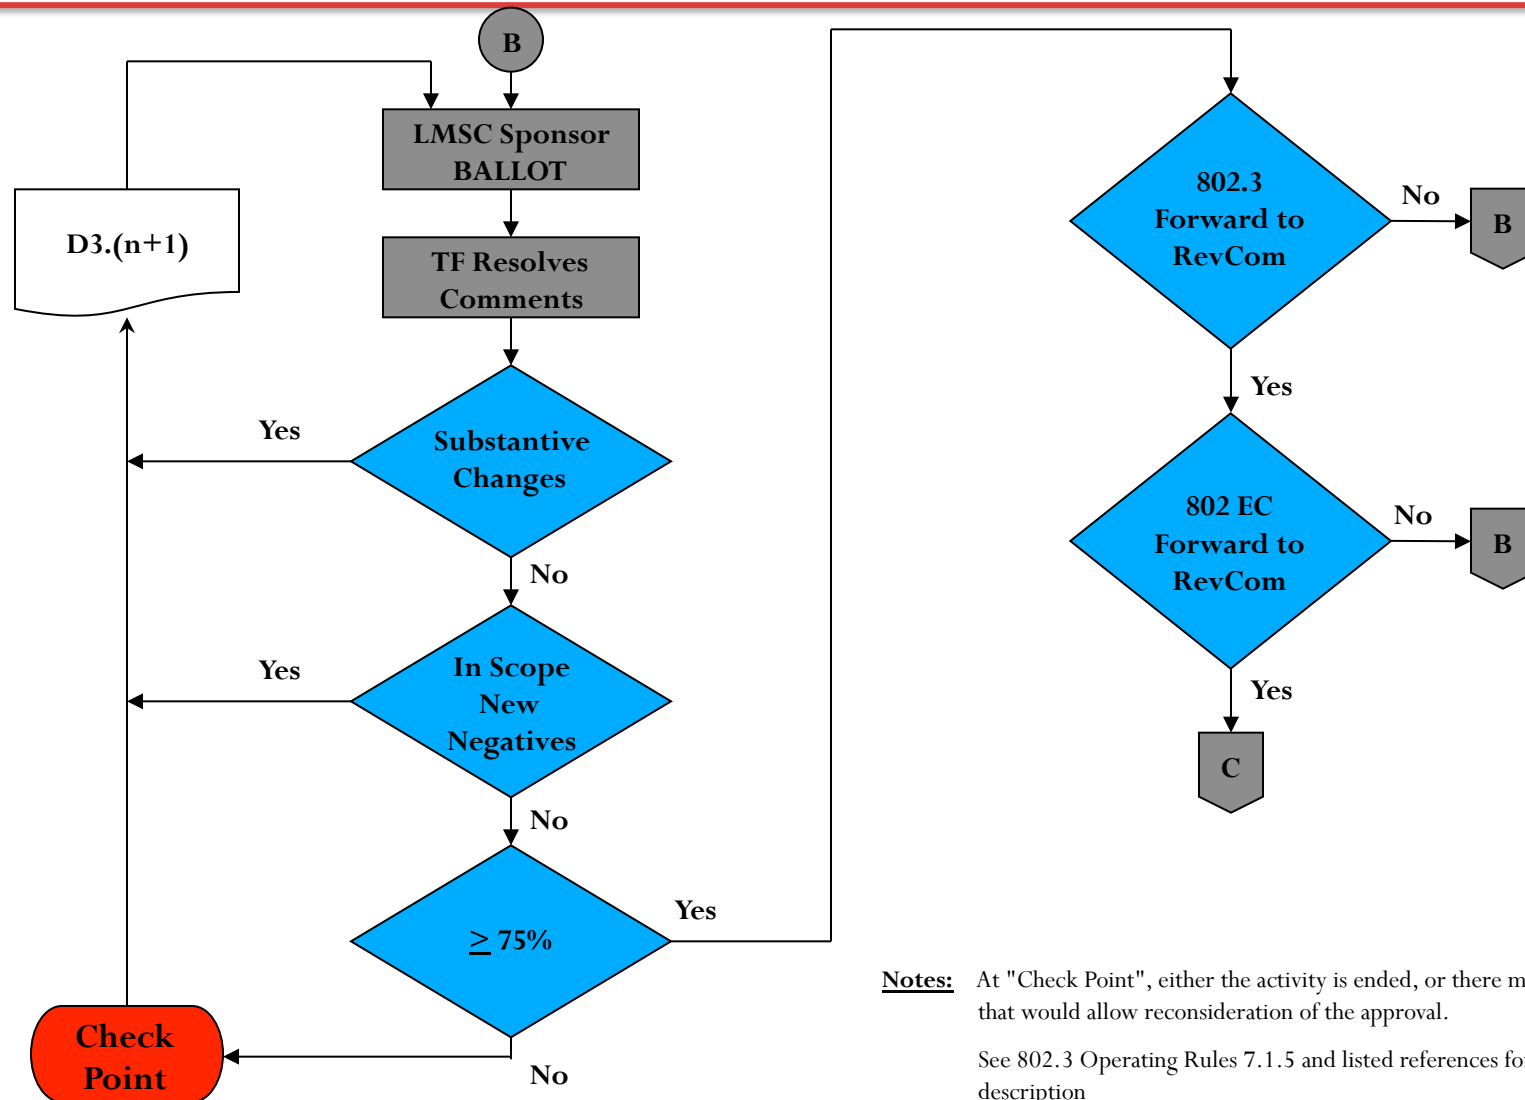 B
LMSC Sponsor
BALLOT
TF Resolves
Comments
D3.(n+1)
Substantive
Changes
Yes
No
In Scope
New
Negatives
Yes
No
≥ 75%
Yes
No
Check
Point
802.3
Forward to
RevCom
No
B
Yes
802 EC
Forward to
RevCom
No
B
Yes
C
Notes: At "Check Point", either the activity is ended, or there
that would allow reconsideration of the approval.
See 802.3 Operating Rules 7.1.5 and listed references for
description